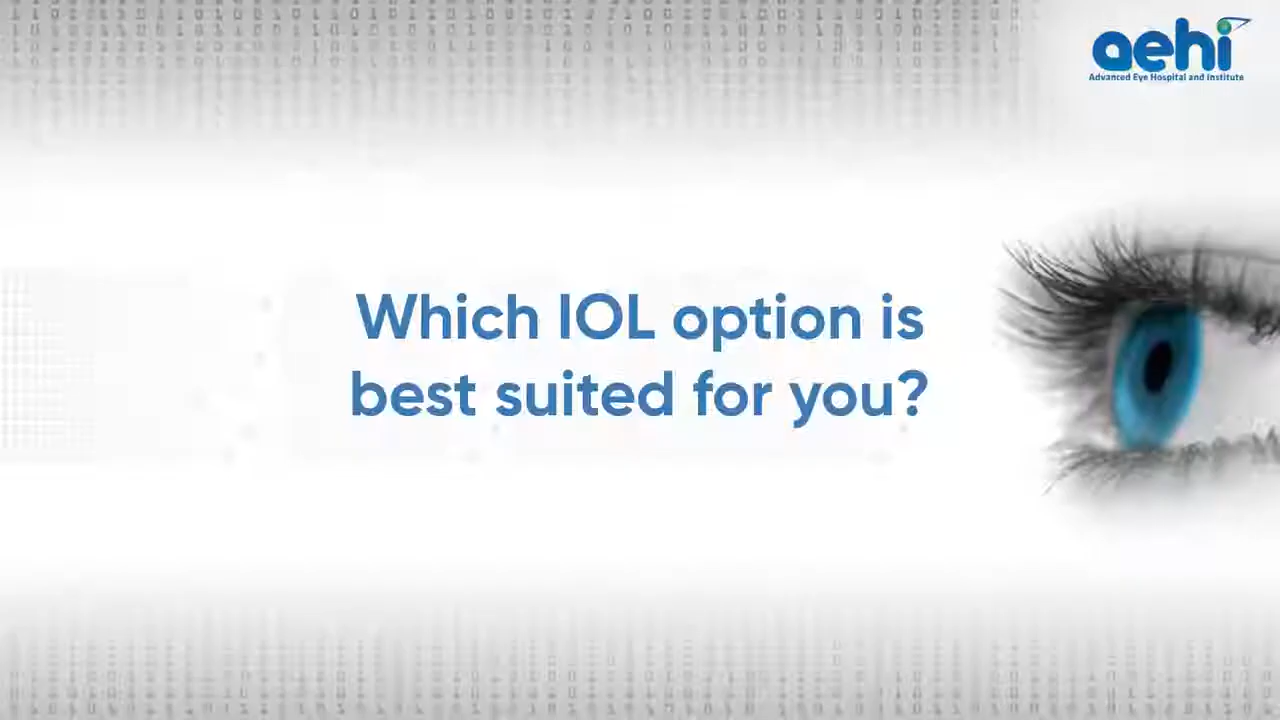 aehi
Advanced Eye Hospital and Institute
Which IOL option is
best suited for you?